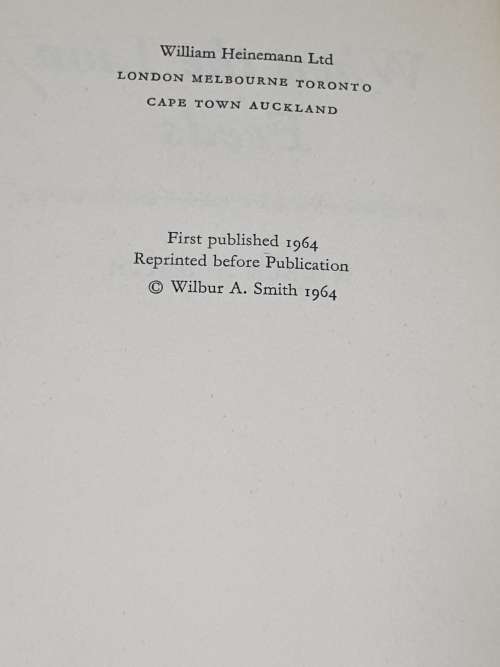 William Heinemann Ltd
LONDON MELBOURNE TORONTO
CAPE TOWN AUCKLAND
First published 1964
Reprinted before Publication
© Wilbur A. Smith 1964